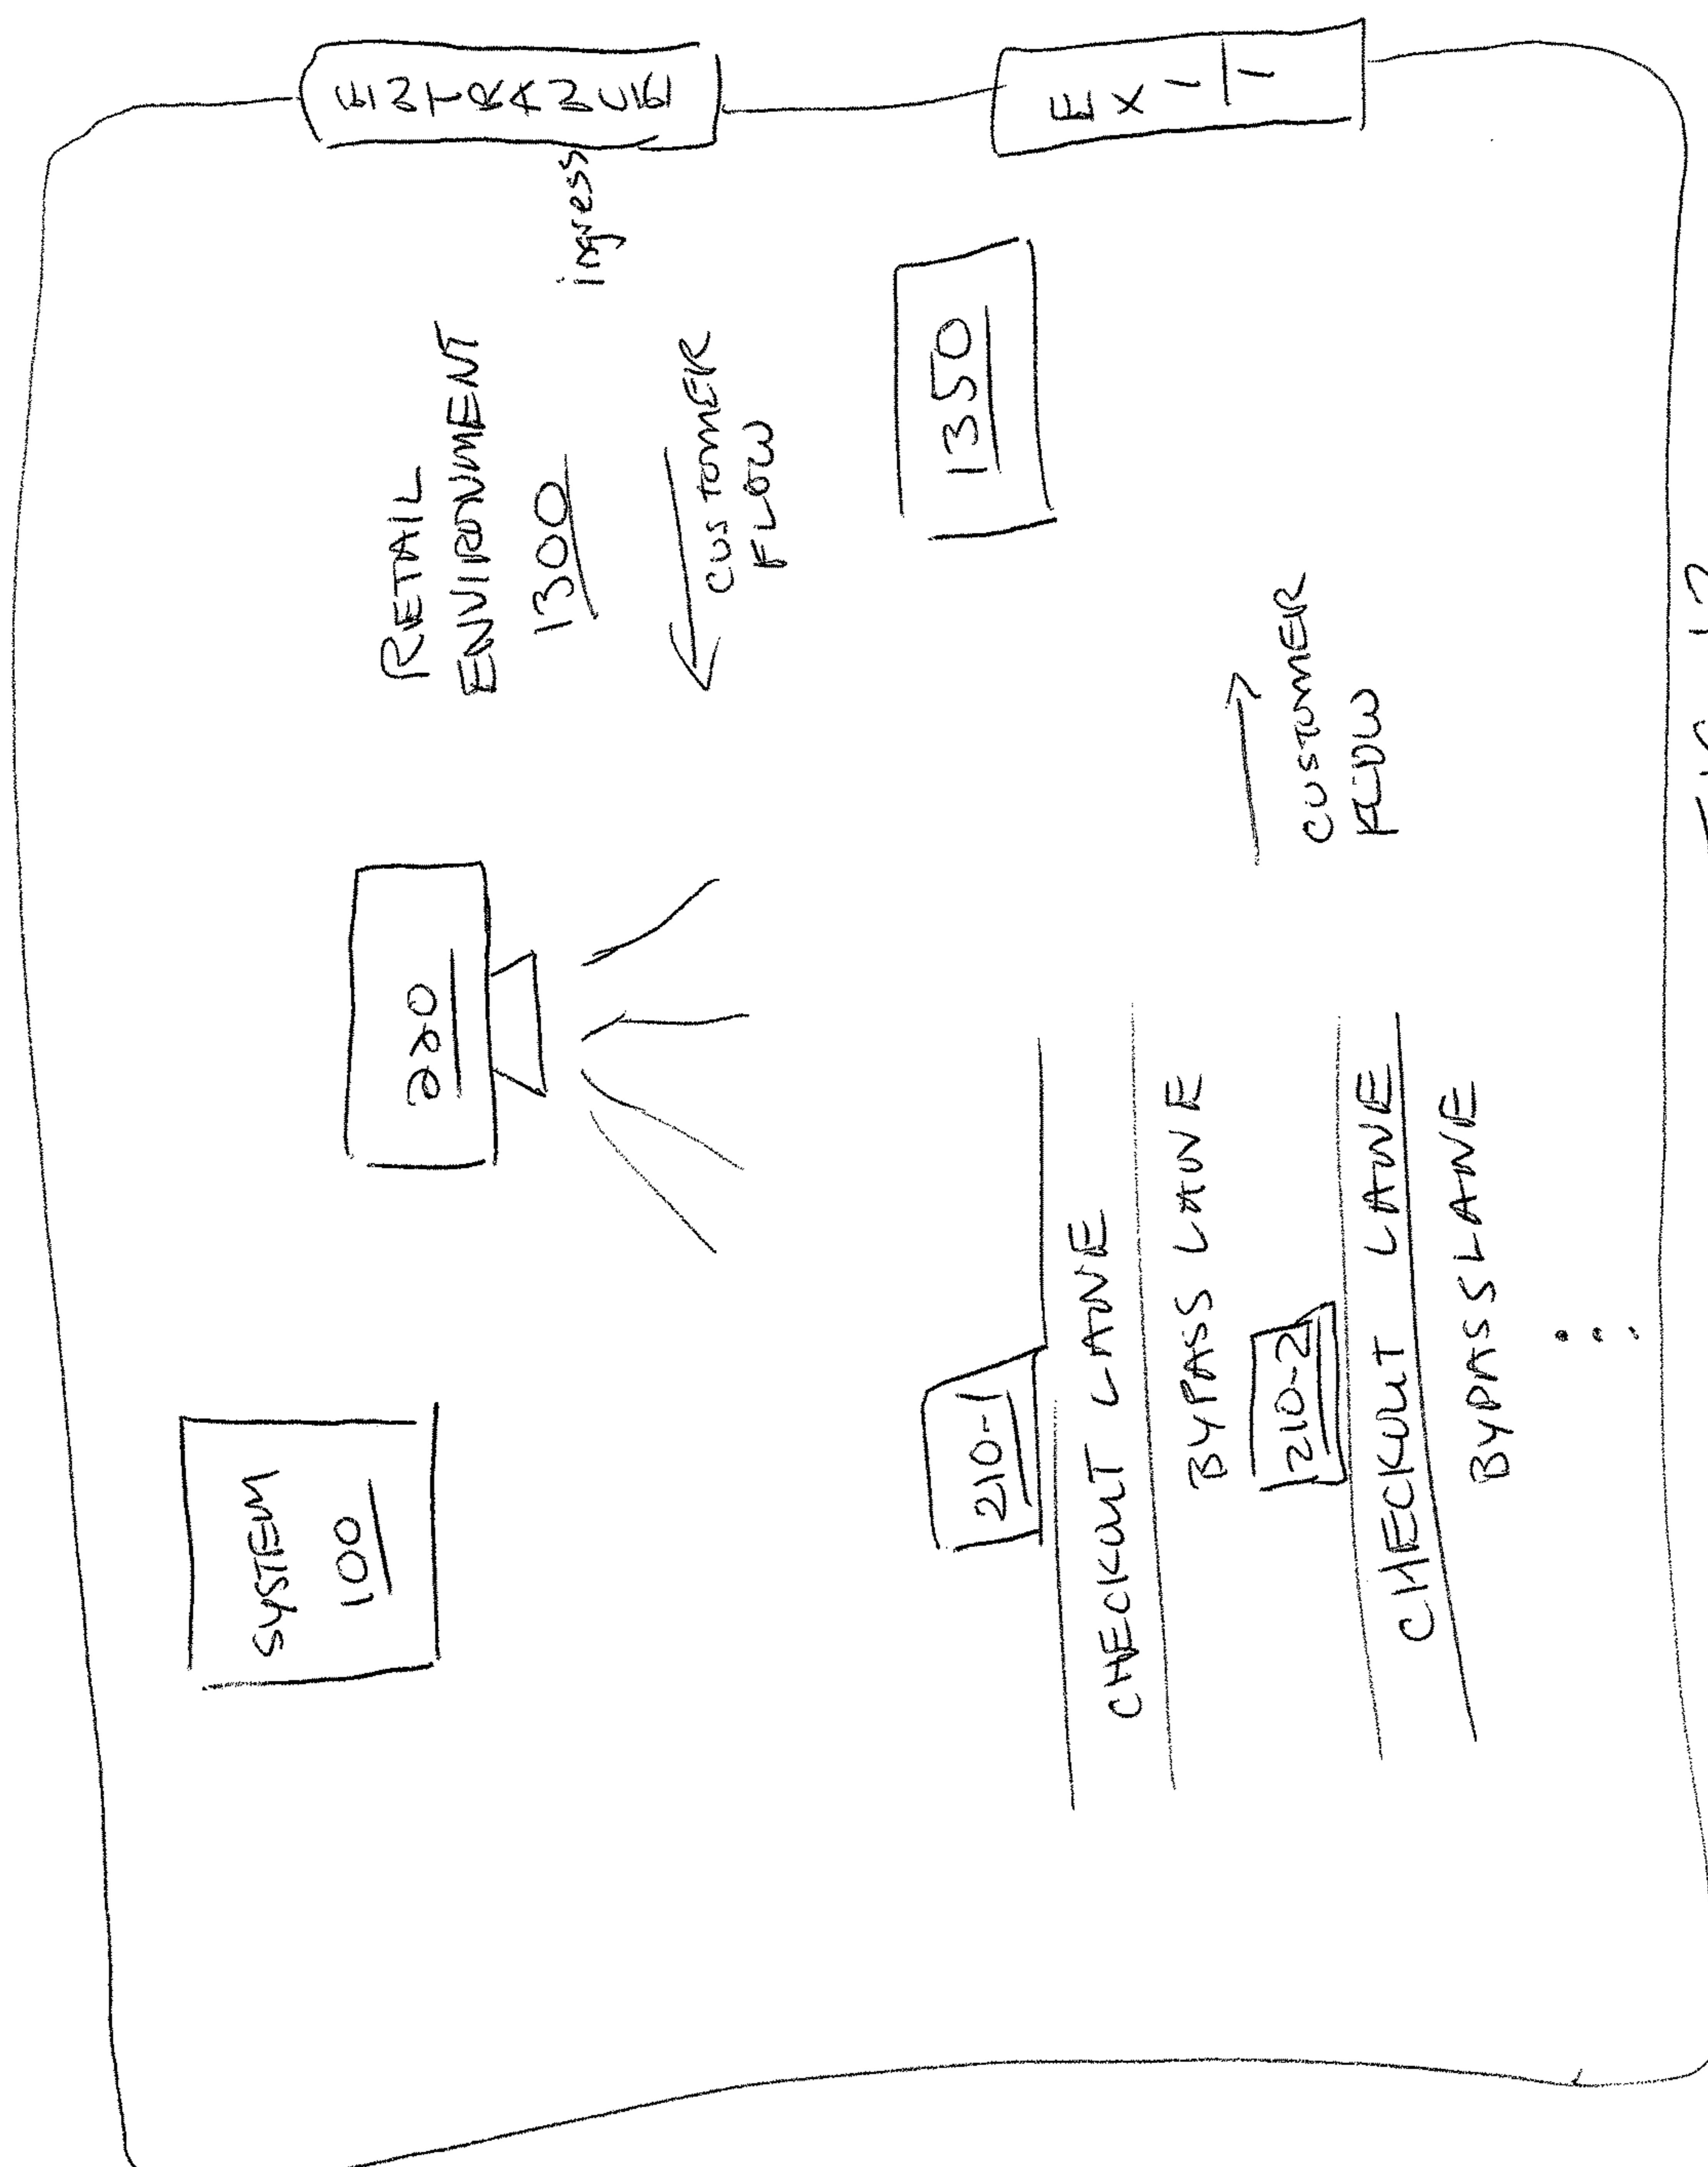 SYSTEM
100
220
RETAIL
ENVIRONMENT
1300
ENTRANCE
ingress
CUSTOMER
FLOW
1350
EXIT
210-1
CHECKOUT LANE
BYPASS LANE
210-2
CHECKOUT LANE
BYPASS LANE
CUSTOMER
FLOW